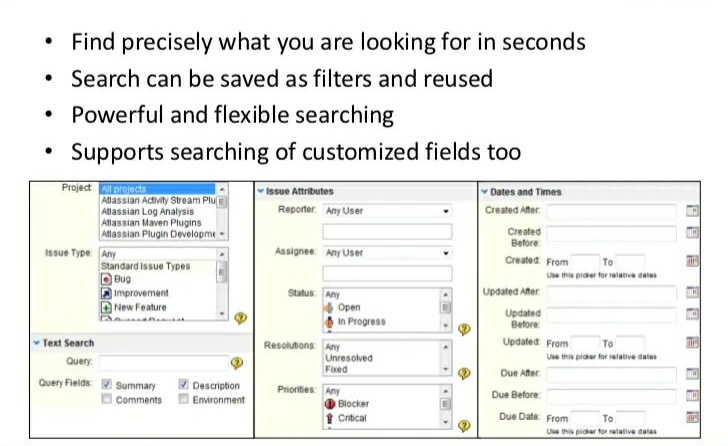 • Find precisely what you are looking for in seconds
• Search can be saved as filters and reused
• Powerful and flexible searching
• Supports searching of customized fields too
Project: All projects
Atlassian Activity Stream Plu
Atlassian Log Analysis
Atlassian Maven Plugins
Atlassian Plugin Developme
Issue Type: Any
Standard Issue Types
Bug
Improvement
New Feature
Text Search
Query:
Query Fields: Summary Description
Comments Environment
Issue Attributes
Reporter: Any User
Assignee: Any User
Status: Any
Open
In Progress
Resolutions: Any
Unresolved
Fixed
Priorities: Any
Blocker
Critical
Dates and Times
Created After:
Created
Before:
Created: From To
Use this picker for relative dates
Updated After:
Updated
Before:
Updated: From To
Use this picker for relative dates
Due After:
Due Before:
Due Date: From To
Use this picker for relative dates